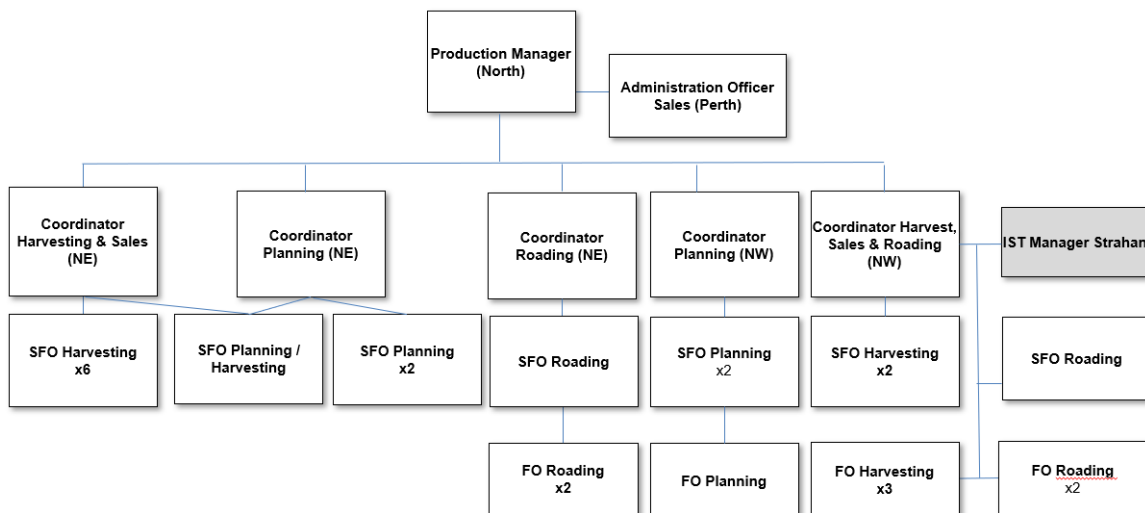 Production Manager
(North)
Administration Officer
Sales (Perth)
Coordinator
Harvesting & Sales
(NE)
Coordinator
Planning (NE)
Coordinator
Roading (NE)
Coordinator
Planning (NW)
Coordinator Harvest,
Sales & Roading
(NW)
IST Manager Strahan
SFO Harvesting
x6
SFO Planning /
Harvesting
SFO Planning
x2
SFO Roading
SFO Planning
x2
SFO Harvesting
x2
SFO Roading
FO Roading
x2
FO Planning
FO Harvesting
x3
FO Roading
x2